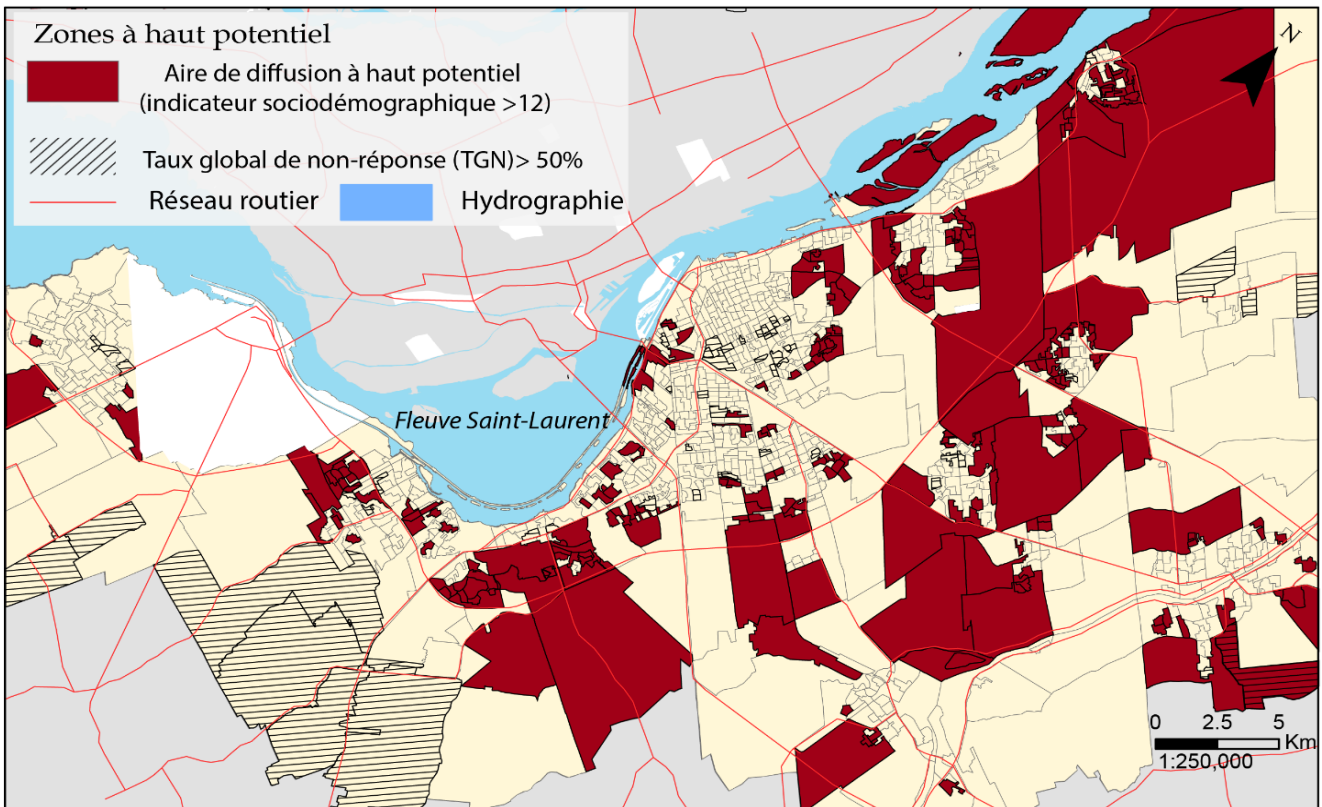 Zones à haut potentiel
Aire de diffusion à haut potentiel
(indicateur sociodémographique >12)
Taux global de non-réponse (TGN)> 50%
Réseau routier
Hydrographie
N
Fleuve Saint-Laurent
0 2.5 5
Km
1:250,000